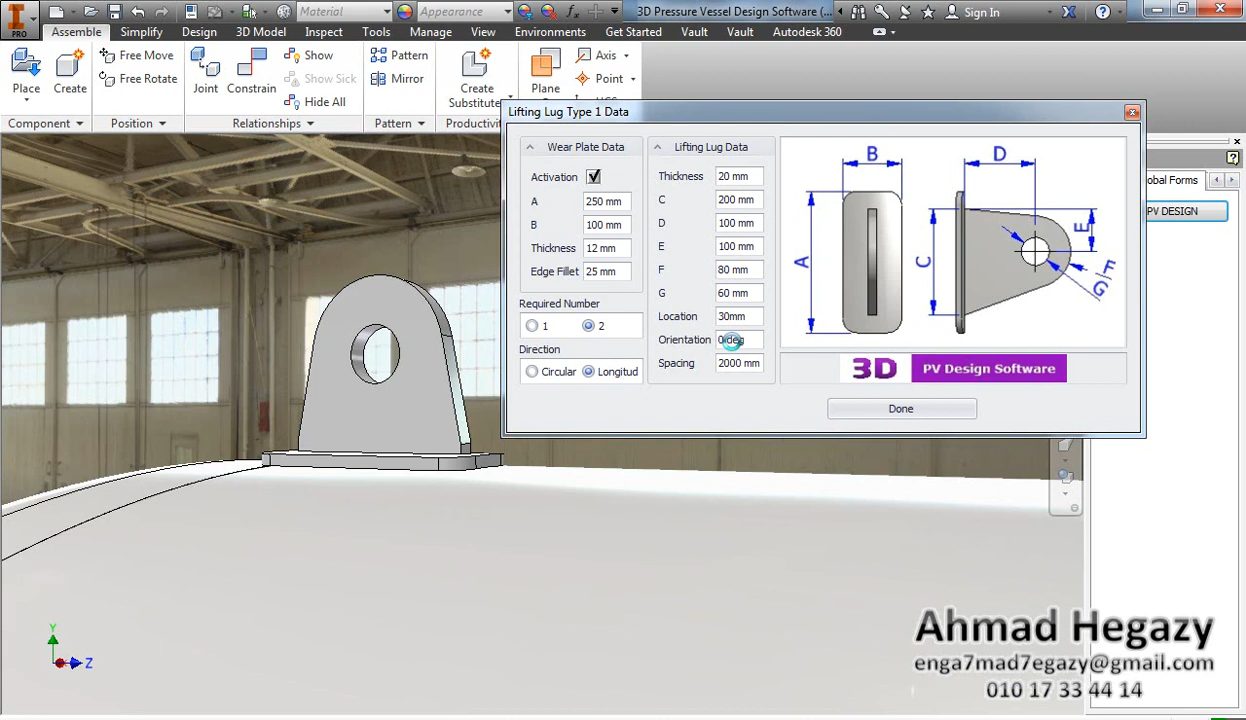 PRO
Material
Appearance
fx
3D Pressure Vessel Design Software (...
Sign In
Assemble
Simplify
Design
3D Model
Inspect
Tools
Manage
View
Environments
Get Started
Vault
Vault
Autodesk 360
Place
Create
Free Move
Free Rotate
Joint
Constrain
Show
Show Sick
Hide All
Pattern
Mirror
Create
Substitute
Plane
Axis
Point
UCS
Component
Position
Relationships
Pattern
Productivi
Lifting Lug Type 1 Data
Wear Plate Data
Activation
A 250 mm
B 100 mm
Thickness 12 mm
Edge Fillet 25 mm
Required Number
1 2
Direction
Circular Longitud
Lifting Lug Data
Thickness 20 mm
C 200 mm
D 100 mm
E 100 mm
F 80 mm
G 60 mm
Location 30mm
Orientation 0 deg
Spacing 2000 mm
B
D
A
C
E
F
G
3D
PV Design Software
Done
lobal Forms
PV DESIGN
Y
Z
Ahmad Hegazy
enga7mad7egazy@gmail.com
010 17 33 44 14